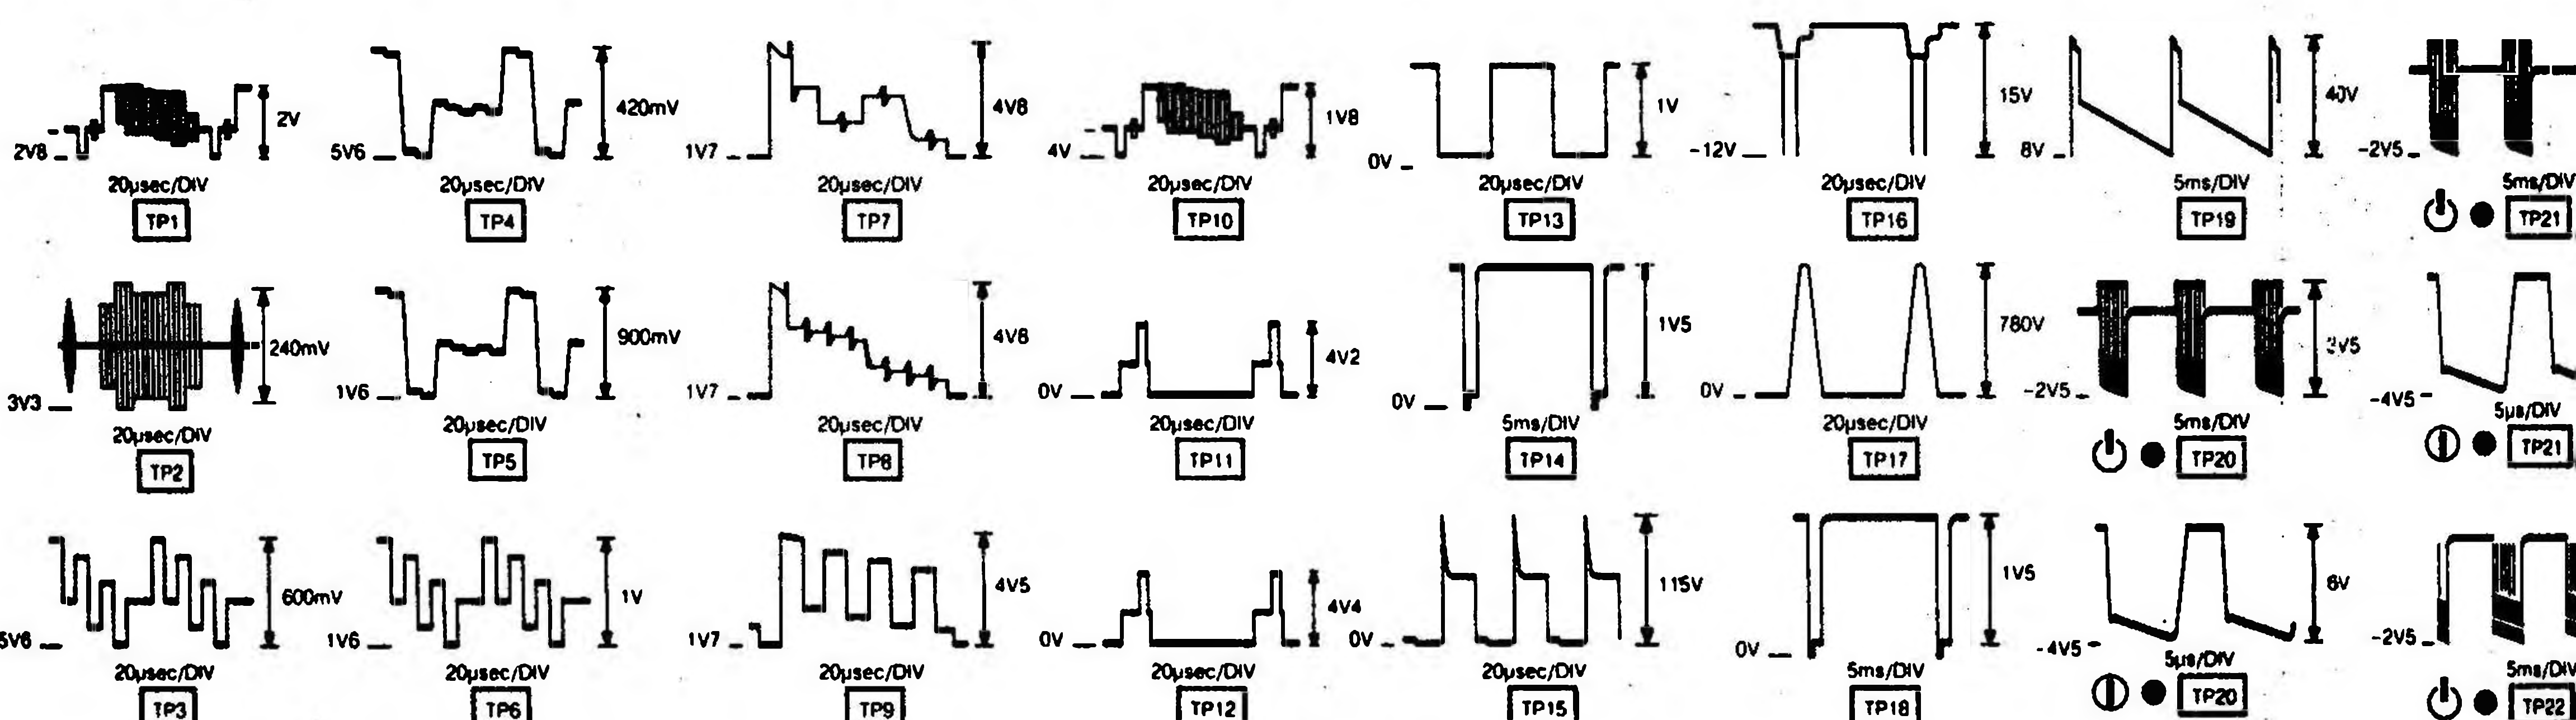 2V
2V8
20µsec/DIV
TP1
420mV
5V6
20µsec/DIV
TP4
4V8
1V7
20µsec/DIV
TP7
1V8
4V
20µsec/DIV
TP10
1V
0V
20µsec/DIV
TP13
15V
-12V
20µsec/DIV
TP16
40V
8V
5ms/DIV
TP19
-2V5
5ms/DIV
TP21
240mV
3V3
20µsec/DIV
TP2
900mV
1V6
20µsec/DIV
TP5
4V8
1V7
20µsec/DIV
TP8
4V2
0V
20µsec/DIV
TP11
1V5
0V
5ms/DIV
TP14
780V
0V
20µsec/DIV
TP17
3V5
-2V5
5ms/DIV
TP20
-4V5
5µs/DIV
TP21
600mV
5V6
20µsec/DIV
TP3
1V
1V6
20µsec/DIV
TP6
4V5
1V7
20µsec/DIV
TP9
4V4
0V
20µsec/DIV
TP12
115V
0V
20µsec/DIV
TP15
1V5
0V
5ms/DIV
TP18
6V
-4V5
5µs/DIV
TP20
-2V5
5ms/DIV
TP22